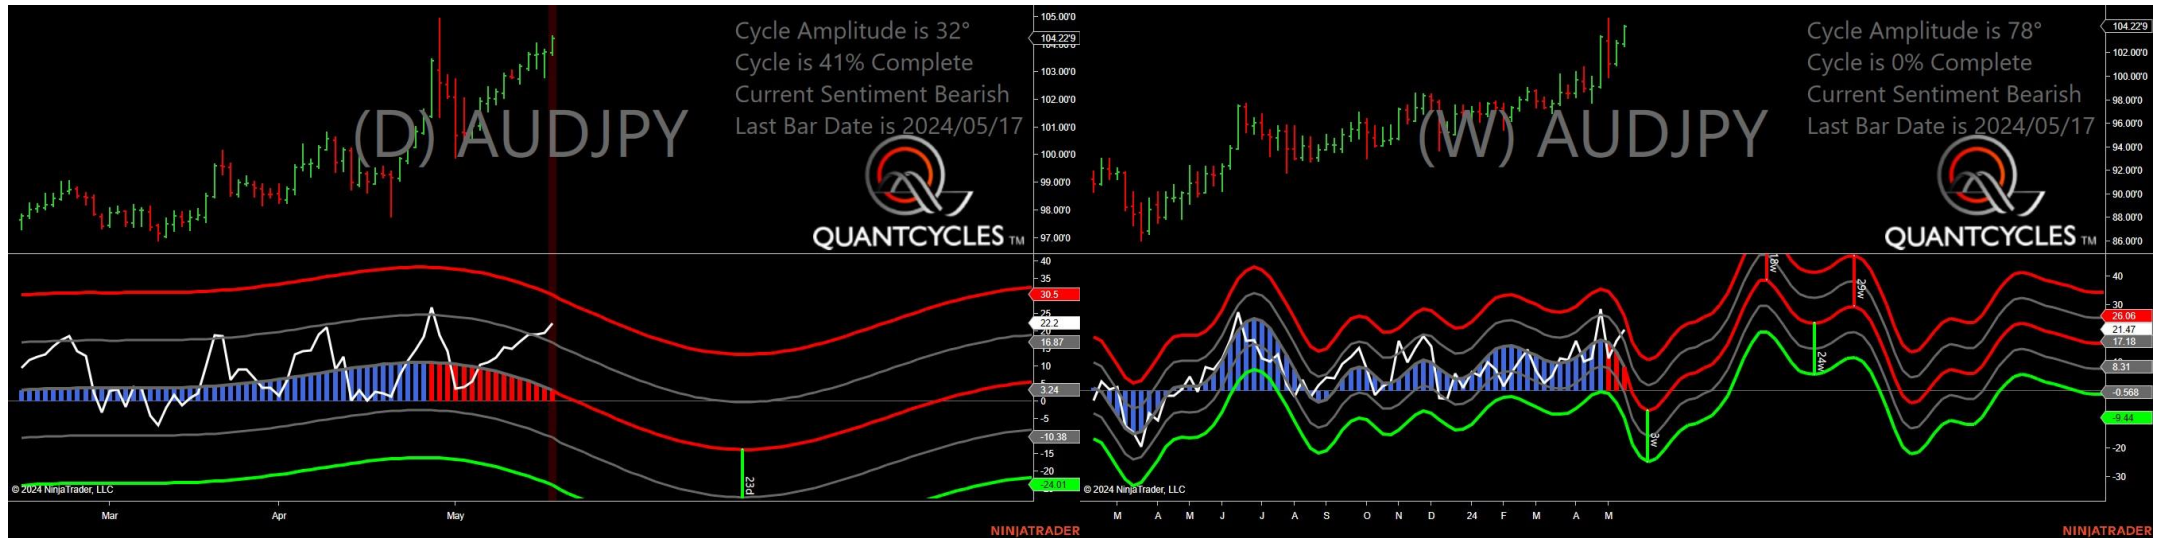 Cycle Amplitude is 32°
Cycle is 41% Complete
Current Sentiment Bearish
Last Bar Date is 2024/05/17
(D) AUDJPY
QUANTCYCLES TM
105.00'0
104.22'9
103.00'0
102.00'0
101.00'0
100.00'0
99.00'0
98.00'0
97.00'0
40
35
30.5
25
22.2
16.87
10
3.24
0
-5
-10.38
-15
-20
-24.01
23d
© 2024 NinjaTrader, LLC
Mar Apr May
NINJATRADER
Cycle Amplitude is 78°
Cycle is 0% Complete
Current Sentiment Bearish
Last Bar Date is 2024/05/17
(W) AUDJPY
QUANTCYCLES TM
104.22'9
102.00'0
100.00'0
98.00'0
96.00'0
94.00'0
92.00'0
90.00'0
88.00'0
86.00'0
40
30
26.06
21.47
17.18
8.31
-0.568
-9.44
-20
-30
18w
29w
24w
3w
© 2024 NinjaTrader, LLC
M A M J J A S O N D 24 F M A M
NINJATRADER